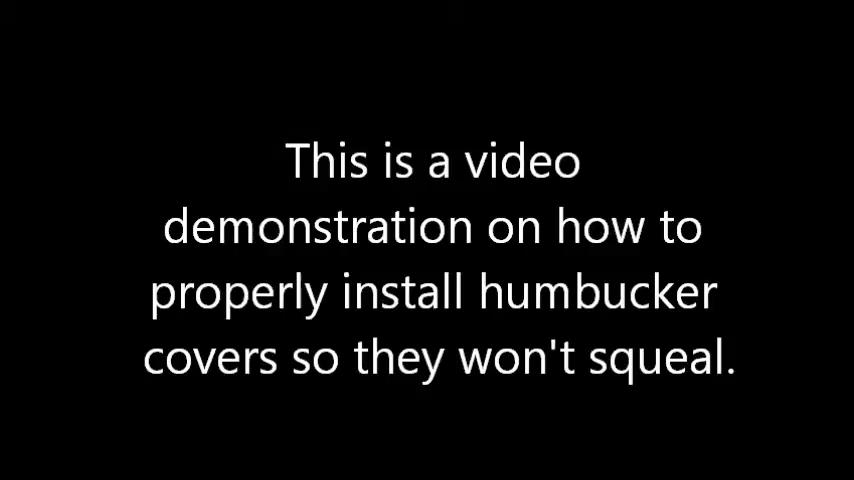 This is a video
demonstration on how to
properly install humbucker
covers so they won't squeal.